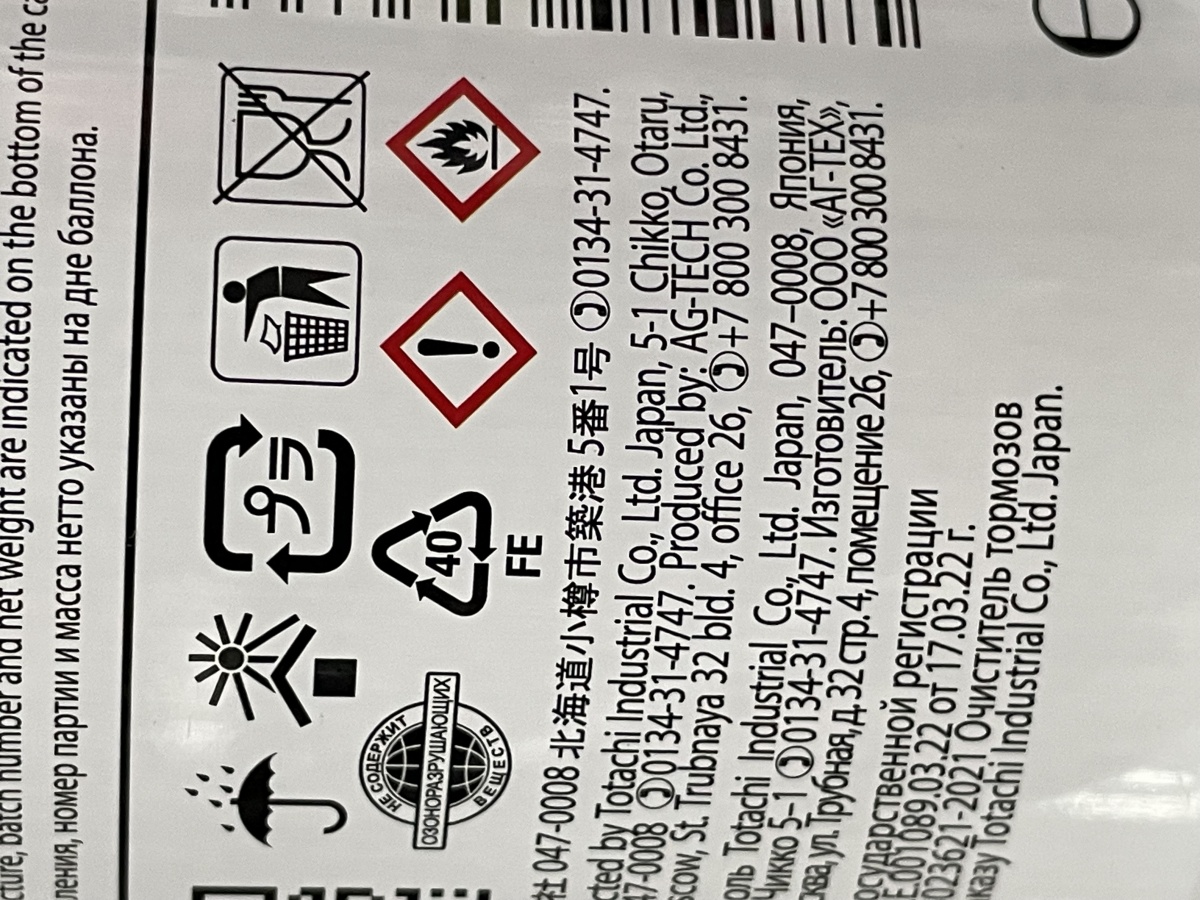 cture, batch number and net weight are indicated on the bottom of the ca
ления, номер партии и масса нетто указаны на дне баллона.
プラ
НЕ СОДЕРЖИТ
ОЗОНОРАЗРУШАЮЩИХ
ВЕЩЕСТВ
40
FE
社 047-0008 北海道小樽市築港5番1号 0134-31-4747.
cted by Totachi Industrial Co., Ltd. Japan, 5-1 Chikko, Otaru,
47-0008 0134-31-4747. Produced by: AG-TECH Co. Ltd.,
scow, St. Trubnaya 32 bld. 4, office 26, +7 800 300 8431.
оль Totachi Industrial Co., Ltd. Japan, 047-0008, Япония,
Чикко 5-1 0134-31-4747. Изготовитель: ООО «АГ-ТЕХ»,
сква, ул. Трубная, д. 32 стр. 4, помещение 26, +7 800 300 8431.
осударственной регистрации
E.001089.03.22 от 17.03.22 г.
023621-2021 Очиститель тормозов
аказу Totachi Industrial Co., Ltd. Japan.
e